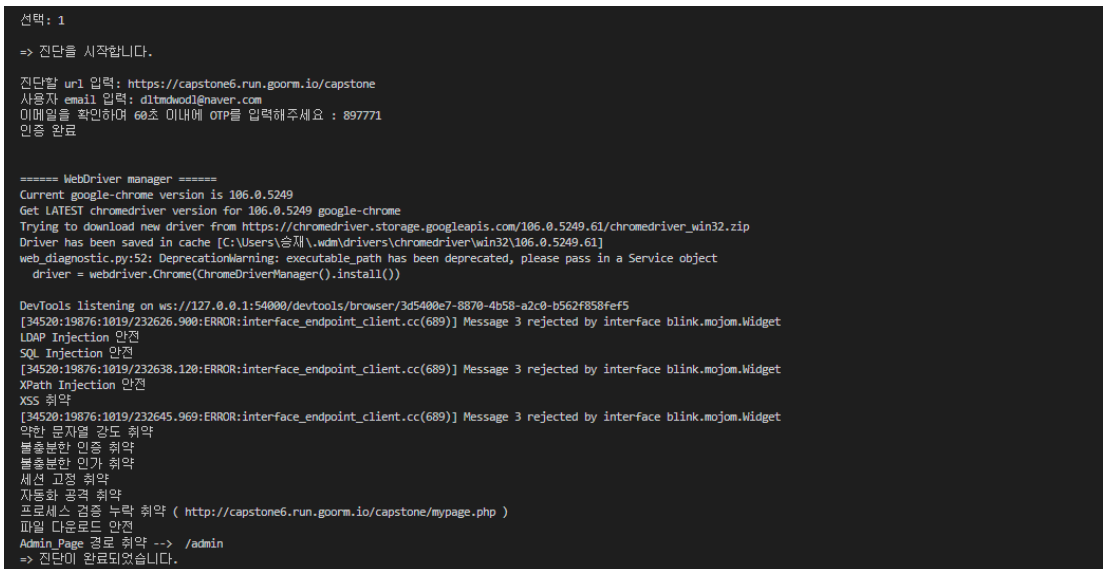 선택: 1
=> 진단을 시작합니다.
진단할 url 입력: https://capstone6.run.goorm.io/capstone
사용자 email 입력: dltmdwodl@naver.com
이메일을 확인하여 60초 이내에 OTP를 입력해주세요 : 897771
인증 완료
====== WebDriver manager ======
Current google-chrome version is 106.0.5249
Get LATEST chromedriver version for 106.0.5249 google-chrome
Trying to download new driver from https://chromedriver.storage.googleapis.com/106.0.5249.61/chromedriver_win32.zip
Driver has been saved in cache [C:\Users\승재\.wdm\drivers\chromedriver\win32\106.0.5249.61]
web_diagnostic.py:52: DeprecationWarning: executable_path has been deprecated, please pass in a Service object
  driver = webdriver.Chrome(ChromeDriverManager().install())
DevTools listening on ws://127.0.0.1:54000/devtools/browser/3d5400e7-8870-4b58-a2c0-b562f858fef5
[34520:19876:1019/232626.900:ERROR:interface_endpoint_client.cc(689)] Message 3 rejected by interface blink.mojom.Widget
LDAP Injection 안전
SQL Injection 안전
[34520:19876:1019/232638.120:ERROR:interface_endpoint_client.cc(689)] Message 3 rejected by interface blink.mojom.Widget
XPath Injection 안전
XSS 취약
[34520:19876:1019/232645.969:ERROR:interface_endpoint_client.cc(689)] Message 3 rejected by interface blink.mojom.Widget
약한 문자열 강도 취약
불충분한 인증 취약
불충분한 인가 취약
세션 고정 취약
자동화 공격 취약
프로세스 검증 누락 취약 ( http://capstone6.run.goorm.io/capstone/mypage.php )
파일 다운로드 안전
Admin_Page 경로 취약 -->  /admin
=> 진단이 완료되었습니다.